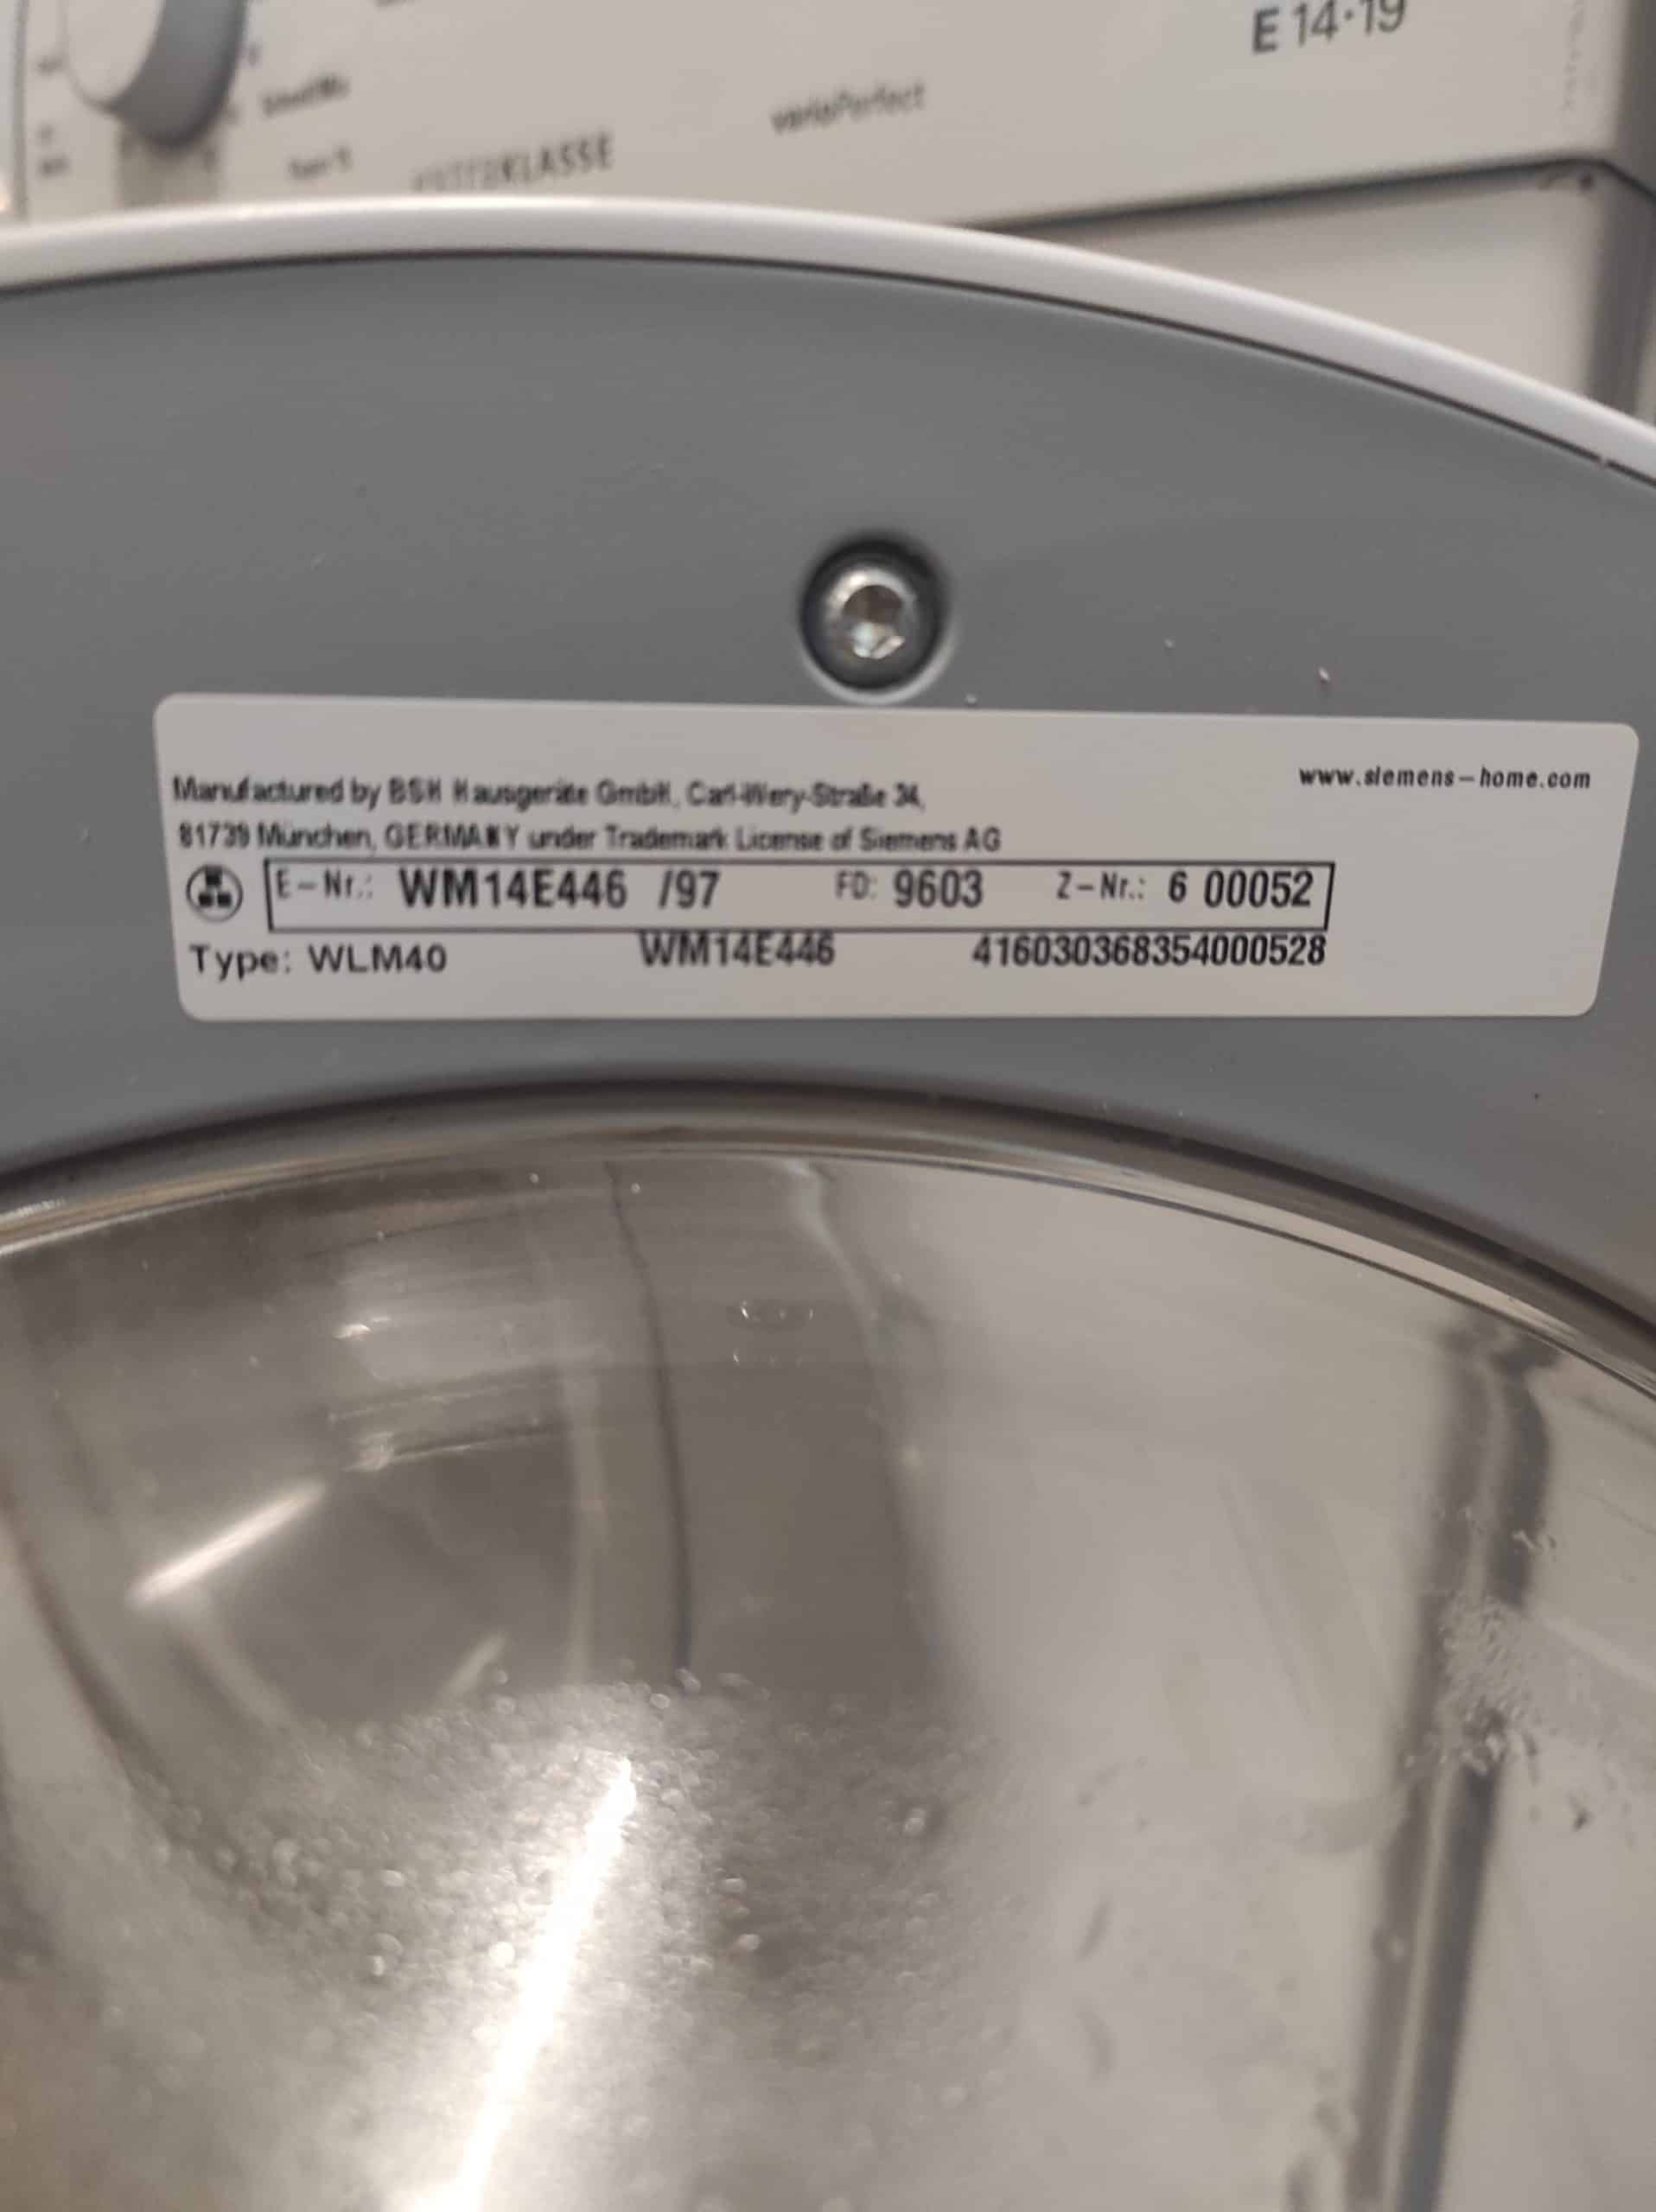 E 14·19
varioPerfect
KLASSE
www.siemens-home.com
Manufactured by BSH Hausgeräte GmbH, Carl-Wery-Straße 34,
81739 München, GERMANY under Trademark License of Siemens AG
E-Nr.: WM14E446 /97 FD: 9603 Z-Nr.: 6 00052
Type: WLM40 WM14E446 416030368354000528